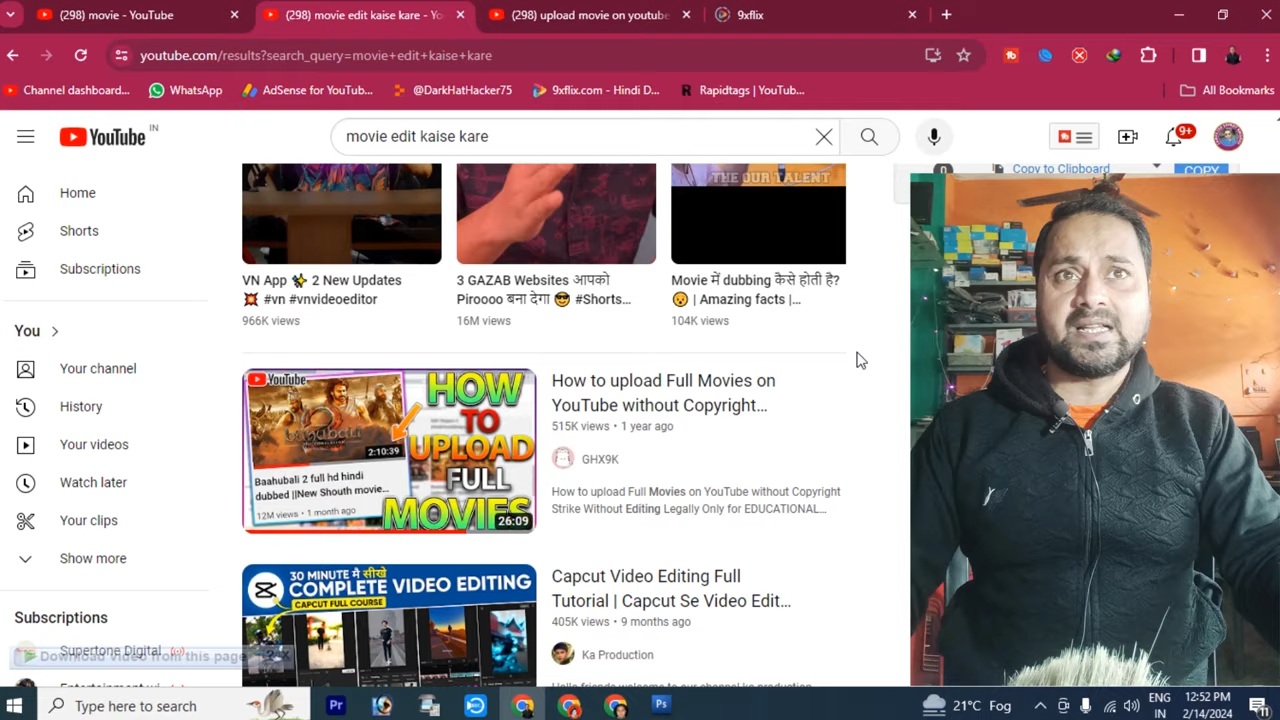 (298) movie - YouTube
(298) movie edit kaise kare - Yo
(298) upload movie on youtube
9xflix
youtube.com/results?search_query=movie+edit+kaise+kare
Channel dashboard...
WhatsApp
AdSense for YouTub...
@DarkHatHacker75
9xflix.com - Hindi D...
Rapidtags | YouTub...
All Bookmarks
YouTube IN
movie edit kaise kare
9+
Home
Shorts
Subscriptions
You
Your channel
History
Your videos
Watch later
Your clips
Show more
Subscriptions
Supertone Digital
Download video from this page
THE OUR TALENT
0
Copy to Clipboard
COPY
VN App ✨ 2 New Updates
💥 #vn #vnvideoeditor
966K views
3 GAZAB Websites आपको
Piroooo बना देगा 😎 #Shorts...
16M views
Movie में dubbing कैसे होती है?
😮 | Amazing facts |...
104K views
YouTube
2:10:39
Baahubali 2 full hd hindi
dubbed ||New Shouth movie...
12M views • 1 month ago
HOW
TO
UPLOAD
FULL
MOVIES
26:09
How to upload Full Movies on
YouTube without Copyright...
515K views • 1 year ago
GHX9K
How to upload Full Movies on YouTube without Copyright
Strike Without Editing Legally Only for EDUCATIONAL...
30 MINUTE मे सीखे
COMPLETE VIDEO EDITING
CAPCUT FULL COURSE
Capcut Video Editing Full
Tutorial | Capcut Se Video Edit...
405K views • 9 months ago
Ka Production
Type here to search
Pr
Ps
21°C Fog
ENG
IN
12:52 PM
2/14/2024
11